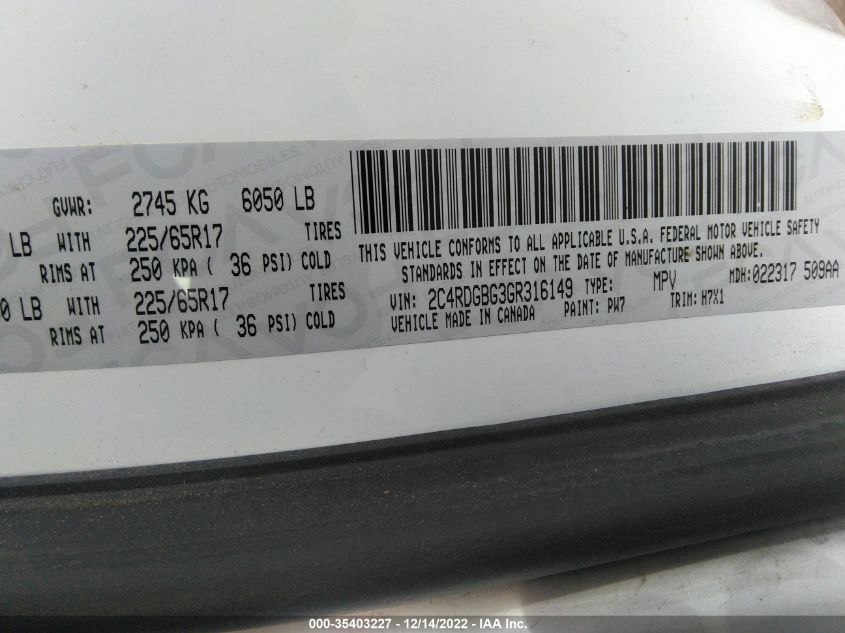 GVWR: 2745 KG 6050 LB
LB WITH 225/65R17 TIRES
RIMS AT 250 KPA ( 36 PSI) COLD
0 LB WITH 225/65R17 TIRES
RIMS AT 250 KPA ( 36 PSI) COLD
THIS VEHICLE CONFORMS TO ALL APPLICABLE U.S.A. FEDERAL MOTOR VEHICLE SAFETY
STANDARDS IN EFFECT ON THE DATE OF MANUFACTURE SHOWN ABOVE.
VIN: 2C4RDGBG3GR316149 TYPE: MPV MDH:022317 509AA
VEHICLE MADE IN CANADA PAINT: PW7 TRIM: H7X1
000-35403227 - 12/14/2022 - IAA Inc.